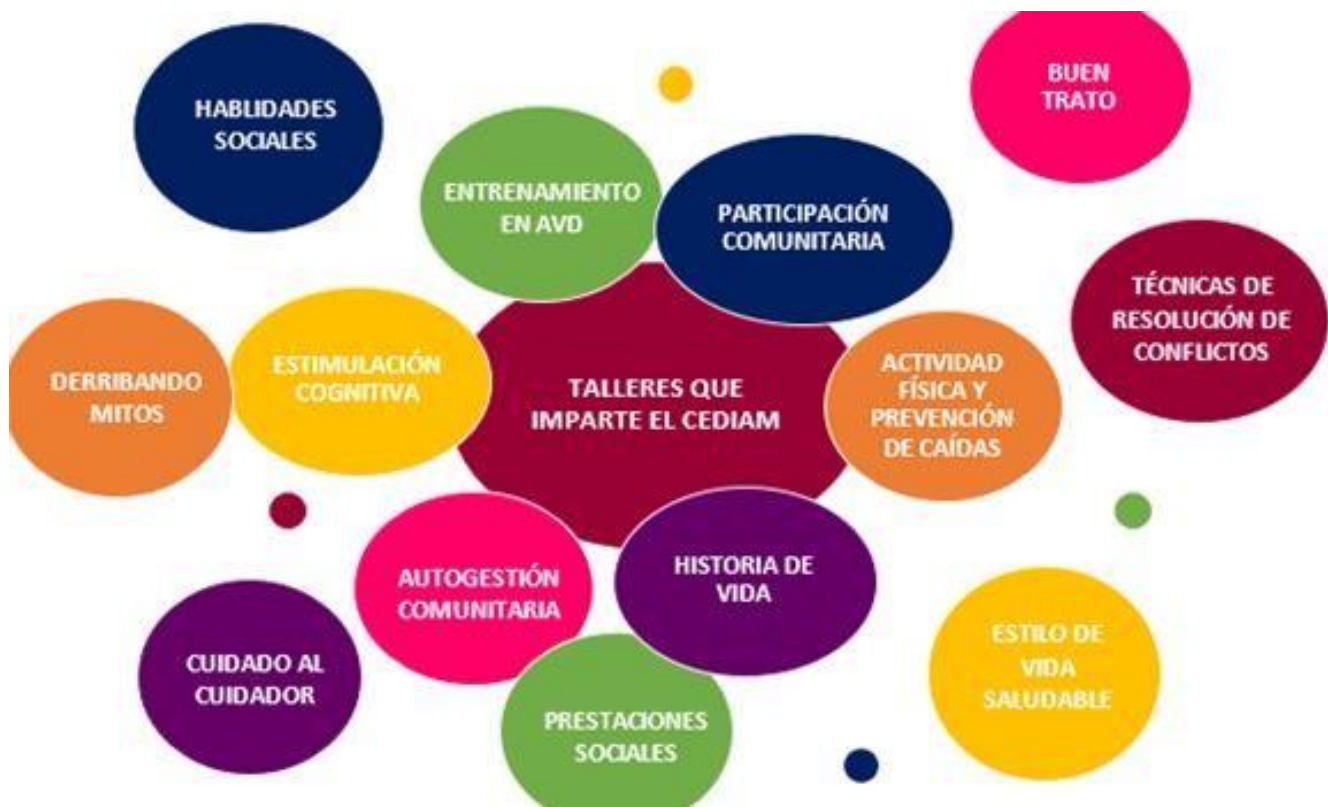 HABLIDADES
SOCIALES
ENTRENAMIENTO
EN AVD
PARTICIPACIÓN
COMUNITARIA
BUEN
TRATO
DERRIBANDO
MITOS
ESTIMULACIÓN
COGNITIVA
TALLERES QUE
IMPARTE EL CEDIAM
ACTIVIDAD
FÍSICA Y
PREVENCIÓN
DE CAÍDAS
TÉCNICAS DE
RESOLUCIÓN DE
CONFLICTOS
CUIDADO AL
CUIDADOR
AUTOGESTIÓN
COMUNITARIA
HISTORIA DE
VIDA
PRESTACIONES
SOCIALES
ESTILO DE
VIDA
SALUDABLE